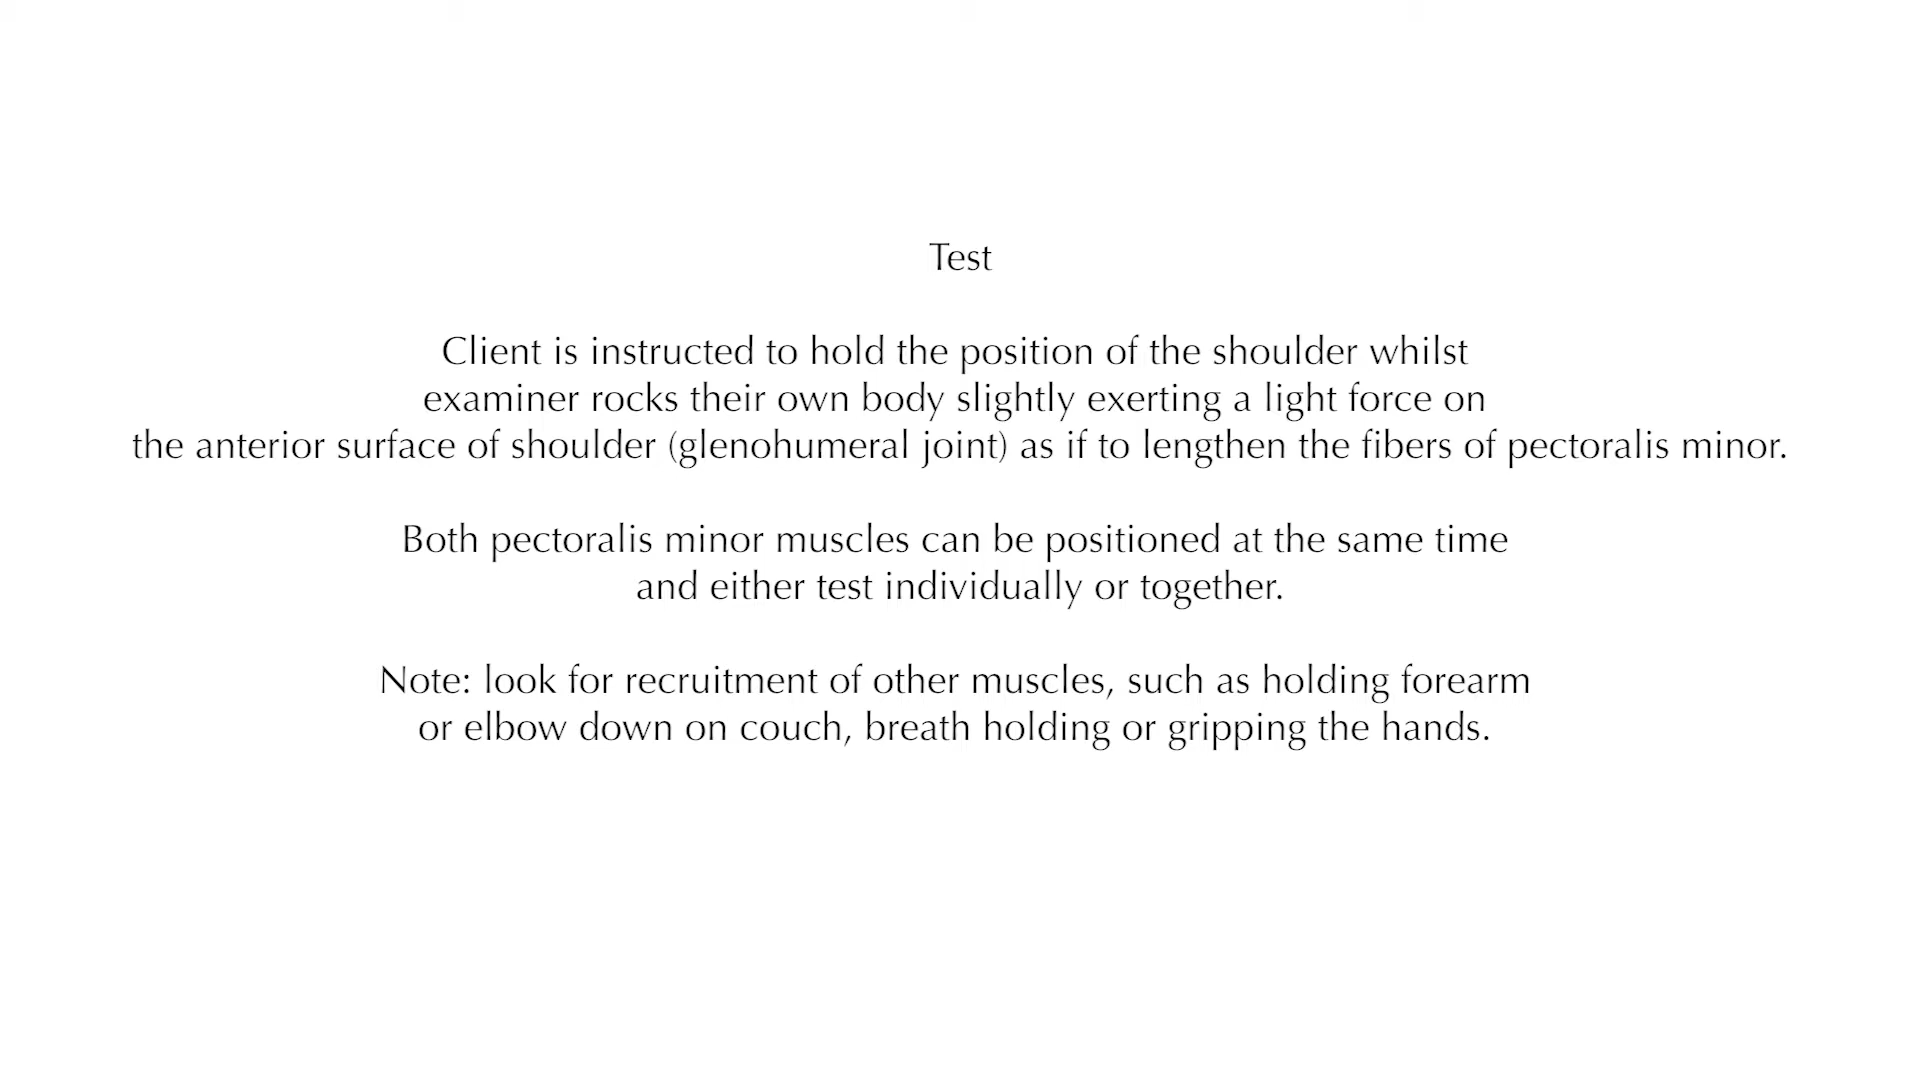 Test
Client is instructed to hold the position of the shoulder whilst
examiner rocks their own body slightly exerting a light force on
the anterior surface of shoulder (glenohumeral joint) as if to lengthen the fibers of pectoralis minor.
Both pectoralis minor muscles can be positioned at the same time
and either test individually or together.
Note: look for recruitment of other muscles, such as holding forearm
or elbow down on couch, breath holding or gripping the hands.